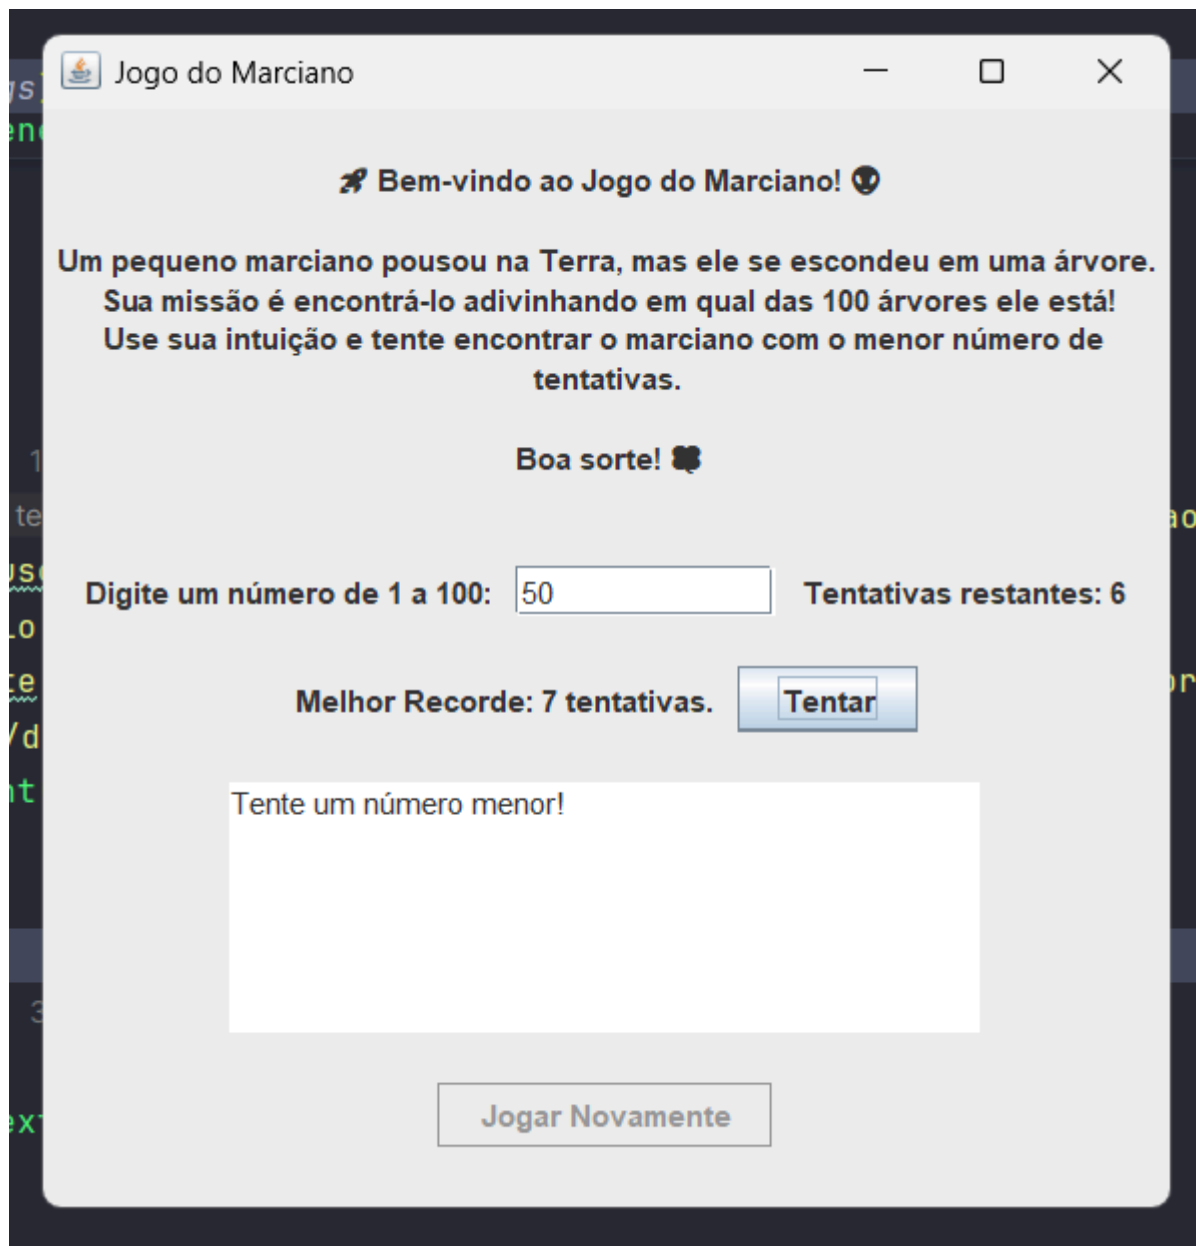 Jogo do Marciano
🚀 Bem-vindo ao Jogo do Marciano! 👽
Um pequeno marciano pousou na Terra, mas ele se escondeu em uma árvore.
Sua missão é encontrá-lo adivinhando em qual das 100 árvores ele está!
Use sua intuição e tente encontrar o marciano com o menor número de
tentativas.
Boa sorte! 🍀
Digite um número de 1 a 100: 50 Tentativas restantes: 6
Melhor Recorde: 7 tentativas. Tentar
Tente um número menor!
Jogar Novamente